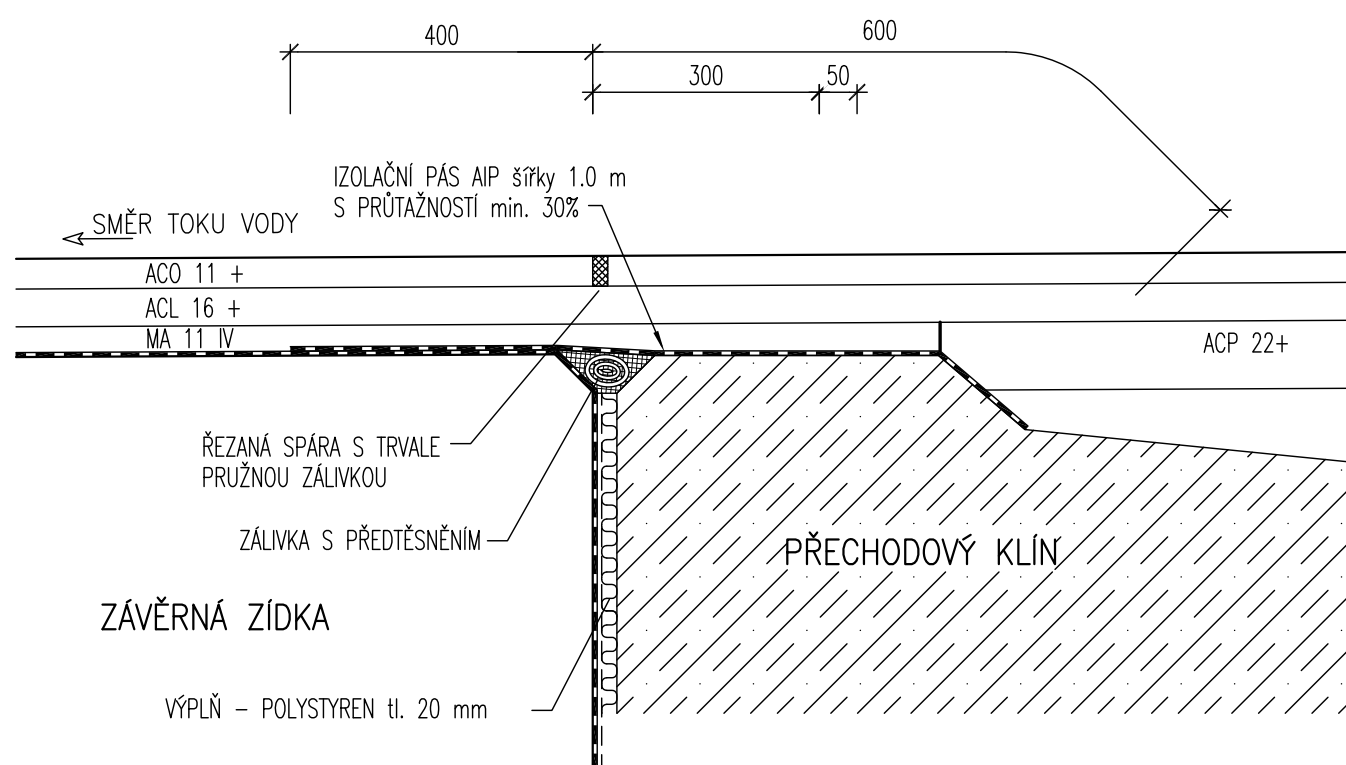 400
600
300
50
IZOLAČNÍ PÁS AIP šířky 1.0 m
S PRŮTAŽNOSTÍ min. 30%
SMĚR TOKU VODY
ACO 11 +
ACL 16 +
MA 11 IV
ACP 22+
ŘEZANÁ SPÁRA S TRVALE
PRUŽNOU ZÁLIVKOU
ZÁLIVKA S PŘEDTĚSNĚNÍM
PŘECHODOVÝ KLÍN
ZÁVĚRNÁ ZÍDKA
VÝPLŇ – POLYSTYREN tl. 20 mm